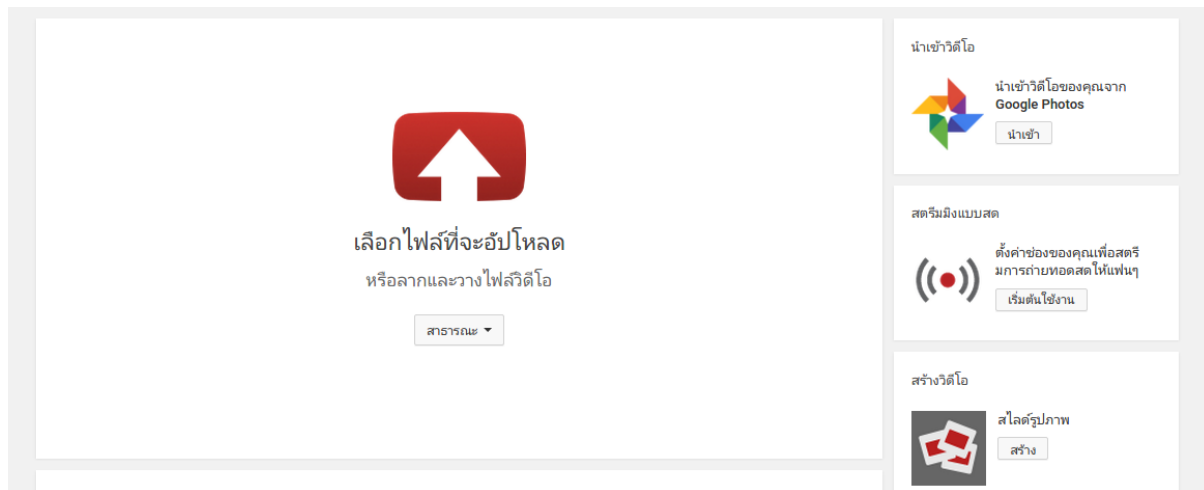 เลือกไฟล์ที่จะอัปโหลด
หรือลากและวางไฟล์วิดีโอ
สาธารณะ
นำเข้าวิดีโอ
นำเข้าวิดีโอของคุณจาก
Google Photos
นำเข้า
สตรีมมิงแบบสด
ตั้งค่าช่องของคุณเพื่อสตรี
มการถ่ายทอดสดให้แฟนๆ
เริ่มต้นใช้งาน
สร้างวิดีโอ
สไลด์รูปภาพ
สร้าง